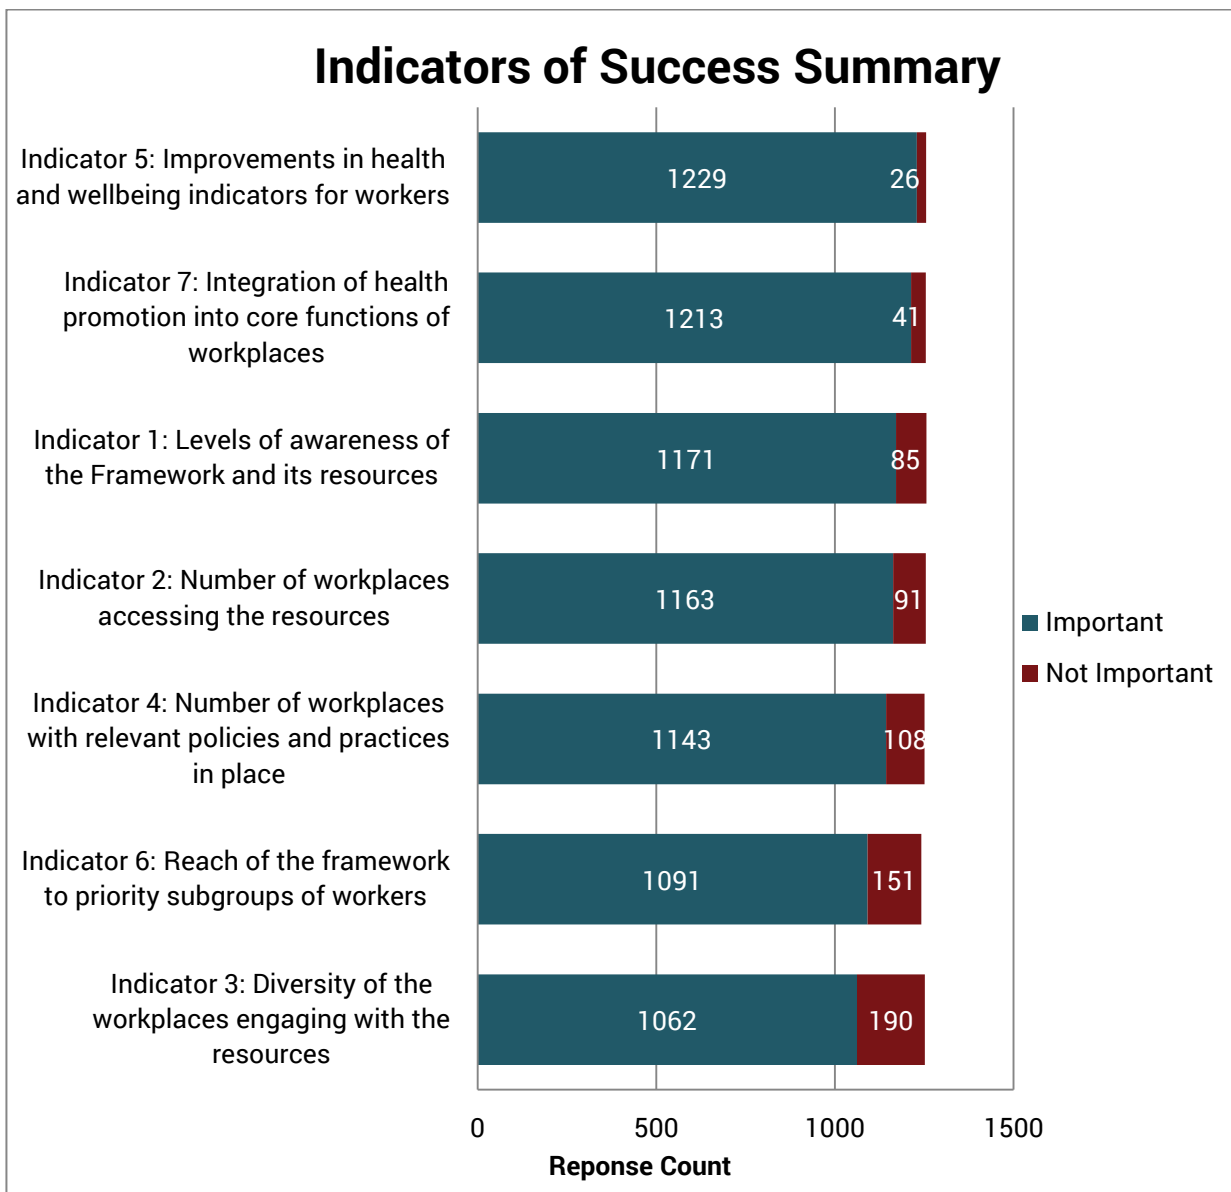 Indicators of Success Summary
Indicator 5: Improvements in health
and wellbeing indicators for workers
1229
26
Indicator 7: Integration of health
promotion into core functions of
workplaces
1213
41
Indicator 1: Levels of awareness of
the Framework and its resources
1171
85
Indicator 2: Number of workplaces
accessing the resources
1163
91
Indicator 4: Number of workplaces
with relevant policies and practices
in place
1143
108
Indicator 6: Reach of the framework
to priority subgroups of workers
1091
151
Indicator 3: Diversity of the
workplaces engaging with the
resources
1062
190
Important
Not Important
0 500 1000 1500
Reponse Count